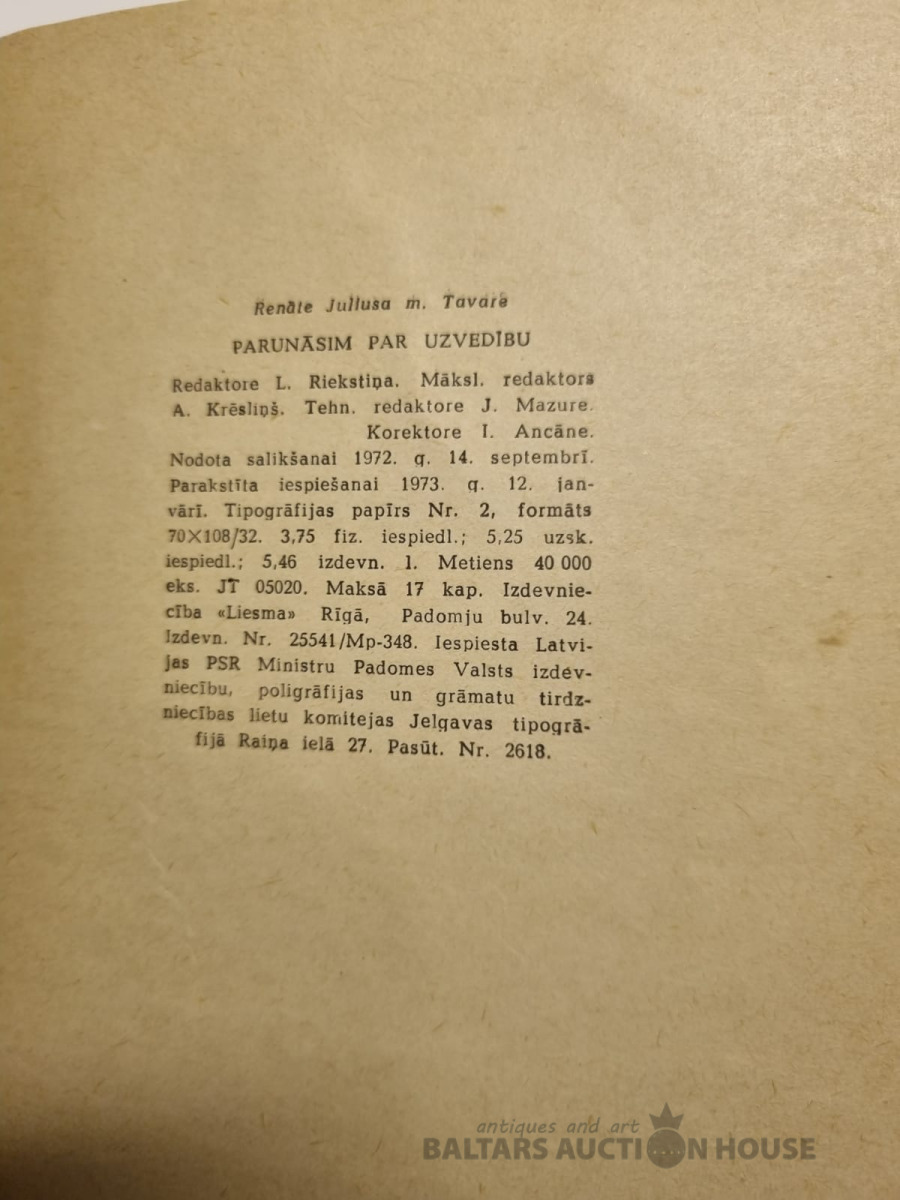 Renāte Juliusa m. Tavare
PARUNĀSIM PAR UZVEDĪBU
Redaktore L. Riekstiņa. Māksl. redaktors
A. Krēsliņš. Tehn. redaktore J. Mazure.
Korektore I. Ancāne.
Nodota salikšanai 1972. g. 14. septembrī.
Parakstīta iespiešanai 1973. g. 12. jan-
vārī. Tipogrāfijas papīrs Nr. 2, formāts
70×108/32. 3,75 fiz. iespiedl.; 5,25 uzsk.
iespiedl.; 5,46 izdevn. l. Metiens 40 000
eks. JT 05020. Maksā 17 kap. Izdevnie-
cība «Liesma» Rīgā, Padomju bulv. 24.
Izdevn. Nr. 25541/Mp-348. Iespiesta Latvi-
jas PSR Ministru Padomes Valsts izdev-
niecību, poligrāfijas un grāmatu tirdz-
niecības lietu komitejas Jelgavas tipogrā-
fijā Raiņa ielā 27. Pasūt. Nr. 2618.
antiques and art
BALTARS AUCTION HOUSE